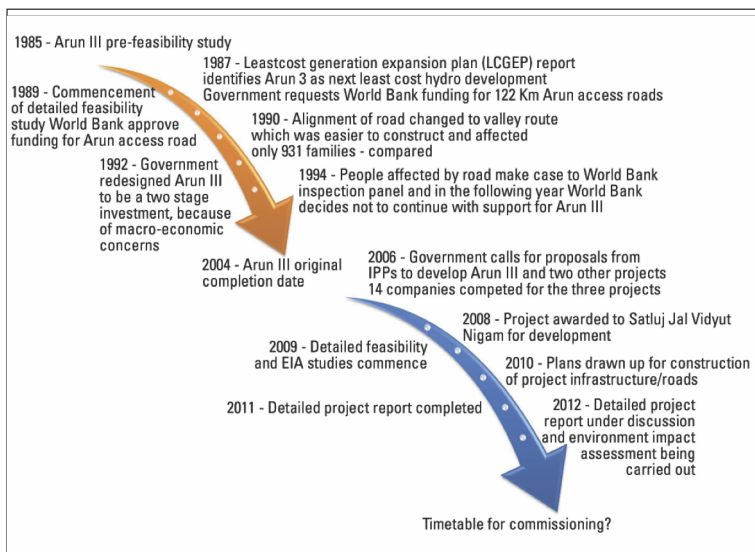 1985 - Arun III pre-feasibility study
1987 - Leastcost generation expansion plan (LCGEP) report
identifies Arun 3 as next least cost hydro development
Government requests World Bank funding for 122 Km Arun access roads
1989 - Commencement
of detailed feasibility
study World Bank approve
funding for Arun access road
1990 - Alignment of road changed to valley route
which was easier to construct and affected
only 931 families - compared
1992 - Government
redesigned Arun III
to be a two stage
investment, because
of macro-economic
concerns
1994 - People affected by road make case to World Bank
inspection panel and in the following year World Bank
decides not to continue with support for Arun III
2004 - Arun III original
completion date
2006 - Government calls for proposals from
IPPs to develop Arun III and two other projects
14 companies competed for the three projects
2008 - Project awarded to Satluj Jal Vidyut
Nigam for development
2009 - Detailed feasibility
and EIA studies commence
2010 - Plans drawn up for construction
of project infrastructure/roads
2011 - Detailed project report completed
2012 - Detailed project
report under discussion
and environment impact
assessment being
carried out
Timetable for commissioning?